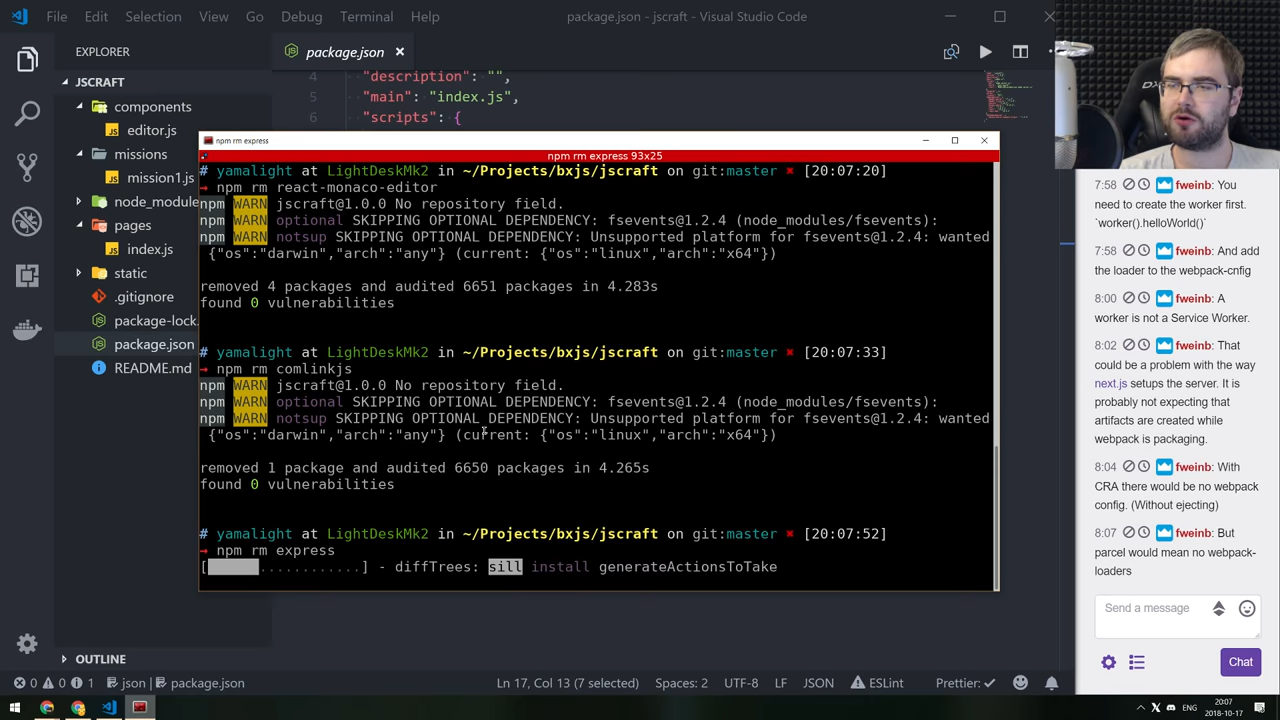 File Edit Selection View Go Debug Terminal Help
package.json - jscraft - Visual Studio Code
EXPLORER
JSCRAFT
components
editor.js
missions
mission1.js
node_module
pages
index.js
static
.gitignore
package-lock.
package.json
README.md
OUTLINE
package.json
4 "description": "",
5 "main": "index.js",
6 "scripts": {
npm rm express
npm rm express 93x25
# yamalight at LightDeskMk2 in ~/Projects/bxjs/jscraft on git:master ✖ [20:07:20]
→ npm rm react-monaco-editor
npm WARN jscraft@1.0.0 No repository field.
npm WARN optional SKIPPING OPTIONAL DEPENDENCY: fsevents@1.2.4 (node_modules/fsevents):
npm WARN notsup SKIPPING OPTIONAL DEPENDENCY: Unsupported platform for fsevents@1.2.4: wanted
{"os":"darwin","arch":"any"} (current: {"os":"linux","arch":"x64"})
removed 4 packages and audited 6651 packages in 4.283s
found 0 vulnerabilities
# yamalight at LightDeskMk2 in ~/Projects/bxjs/jscraft on git:master ✖ [20:07:33]
→ npm rm comlinkjs
npm WARN jscraft@1.0.0 No repository field.
npm WARN optional SKIPPING OPTIONAL DEPENDENCY: fsevents@1.2.4 (node_modules/fsevents):
npm WARN notsup SKIPPING OPTIONAL DEPENDENCY: Unsupported platform for fsevents@1.2.4: wanted
{"os":"darwin","arch":"any"} (current: {"os":"linux","arch":"x64"})
removed 1 package and audited 6650 packages in 4.265s
found 0 vulnerabilities
# yamalight at LightDeskMk2 in ~/Projects/bxjs/jscraft on git:master ✖ [20:07:52]
→ npm rm express
[.............] - diffTrees: sill install generateActionsToTake
0 0 1 json package.json
Ln 17, Col 13 (7 selected) Spaces: 2 UTF-8 LF JSON ESLint Prettier: ✓
DX
7:58 fweinb: You
need to create the worker first.
`worker().helloWorld()`
7:58 fweinb: And add
the loader to the webpack-cnfig
8:00 fweinb: A
worker is not a Service Worker.
8:02 fweinb: That
could be a problem with the way
next.js setups the server. It is
probably not expecting that
artifacts are created while
webpack is packaging.
8:04 fweinb: With
CRA there would be no webpack
config. (Without ejecting)
8:07 fweinb: But
parcel would mean no webpack-
loaders
Send a message
Chat
ENG
20:07
2018-10-17